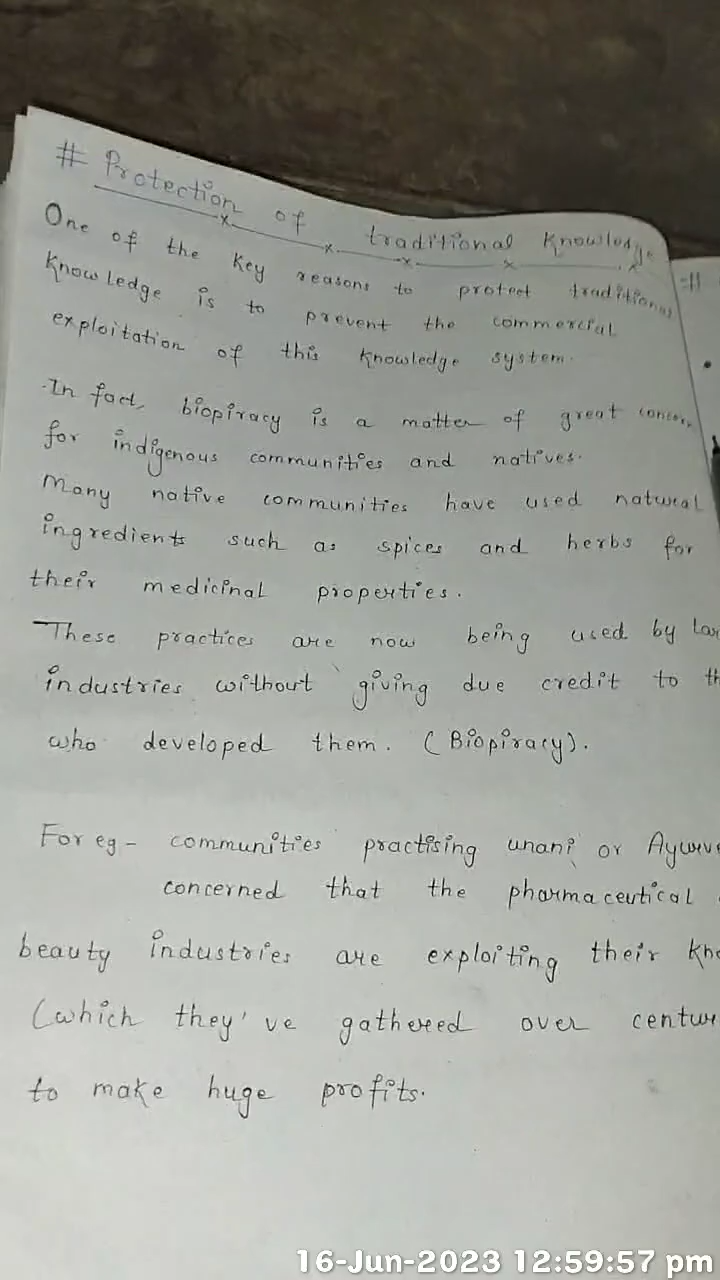 # Protection of traditional Knowledge
One of the Key reasons to protect traditional
Knowledge is to prevent the commercial
exploitation of this Knowledge system.
In fact, biopiracy is a matter of great concern
for indigenous communities and natives.
Many native communities have used natural
ingredients such as spices and herbs for
their medicinal properties.
These practices are now being used by
industries without giving due credit to
who developed them. (Biopiracy).
For eg- communities practising unani or
concerned that the pharmaceutical
beauty industries are exploiting their
(which they've gathered over
to make huge profits.
16-Jun-2023 12:59:57 pm